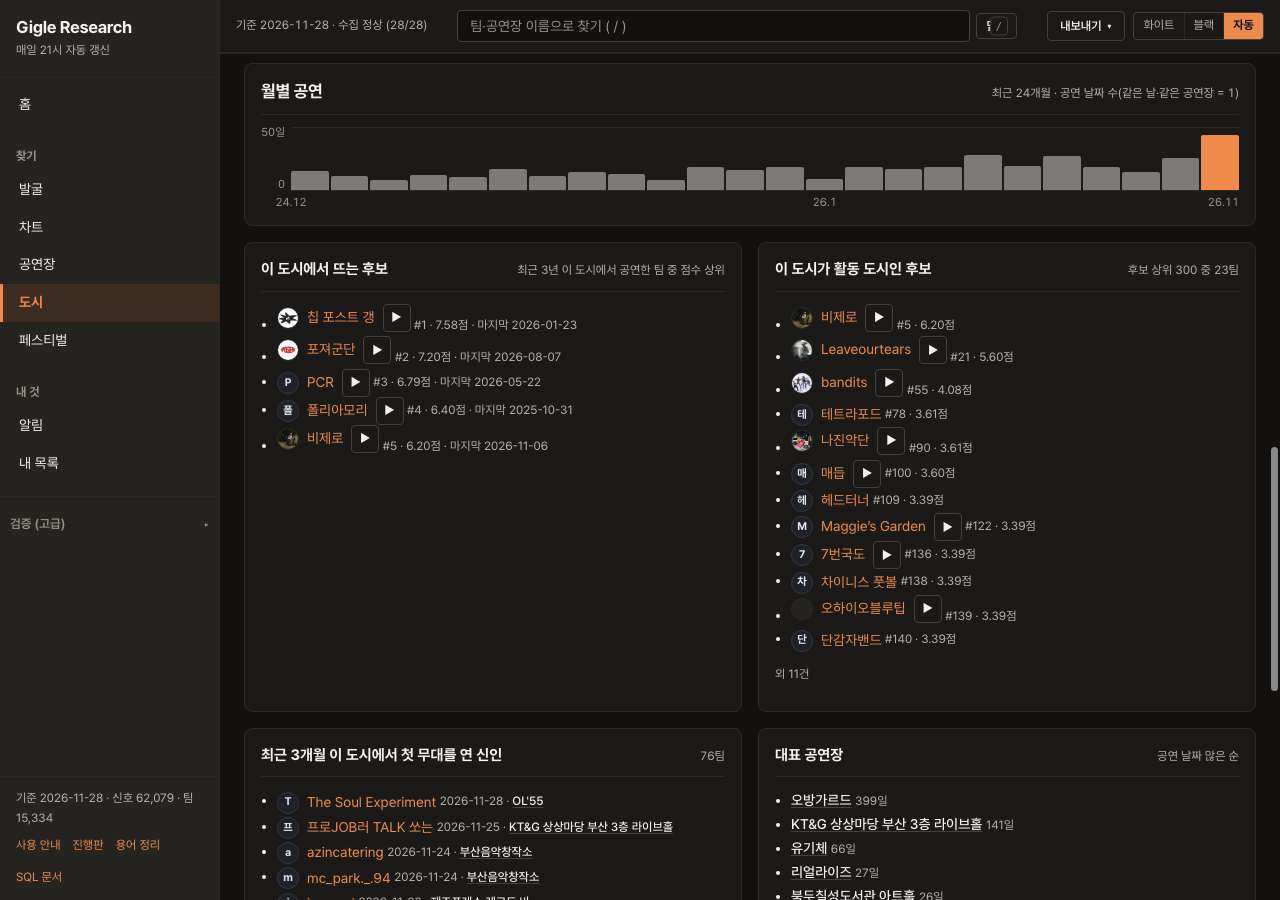 Gigle Research
매일 21시 자동 갱신
홈
찾기
발굴
차트
공연장
도시
페스티벌
내 것
알림
내 목록
검증 (고급)
기준 2026-11-28 · 신호 62,079 · 팀 15,334
사용 안내 진행판 용어 정리
SQL 문서
기준 2026-11-28 · 수집 정상 (28/28)
팀·공연장 이름으로 찾기 ( / )
/
내보내기
화이트 블랙 자동
월별 공연
최근 24개월 · 공연 날짜 수(같은 날·같은 공연장 = 1)
50일
0
24.12 26.1 26.11
이 도시에서 뜨는 후보
최근 3년 이 도시에서 공연한 팀 중 점수 상위
칩 포스트 갱 #1 · 7.58점 · 마지막 2026-01-23
포져군단 #2 · 7.20점 · 마지막 2026-08-07
P PCR #3 · 6.79점 · 마지막 2026-05-22
폴 폴리아모리 #4 · 6.40점 · 마지막 2025-10-31
비제로 #5 · 6.20점 · 마지막 2026-11-06
이 도시가 활동 도시인 후보
후보 상위 300 중 23팀
비제로 #5 · 6.20점
Leaveourtears #21 · 5.60점
bandits #55 · 4.08점
테 테트라포드 #78 · 3.61점
나진악단 #90 · 3.61점
매 매듭 #100 · 3.60점
헤 헤드터너 #109 · 3.39점
M Maggie's Garden #122 · 3.39점
7 7번국도 #136 · 3.39점
차 차이니스 풋볼 #138 · 3.39점
오하이오블루팁 #139 · 3.39점
단 단감자밴드 #140 · 3.39점
외 11건
최근 3개월 이 도시에서 첫 무대를 연 신인
76팀
T The Soul Experiment 2026-11-28 · OL'55
프 프로JOB러 TALK 쏘는 2026-11-25 · KT&G 상상마당 부산 3층 라이브홀
a azincatering 2026-11-24 · 부산음악창작소
m mc_park._.94 2026-11-24 · 부산음악창작소
대표 공연장
공연 날짜 많은 순
오방가르드 399일
KT&G 상상마당 부산 3층 라이브홀 141일
유기체 66일
리얼라이즈 27일
북두칠성도서관 아트홀 26일